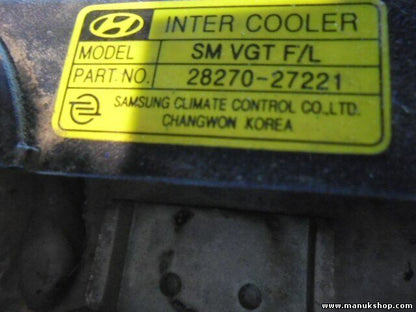 INTER COOLER
MODEL SM VGT F/L
PART NO. 28270-27221
SAMSUNG CLIMATE CONTROL CO.,LTD.
CHANGWON KOREA
www.manukshop.com